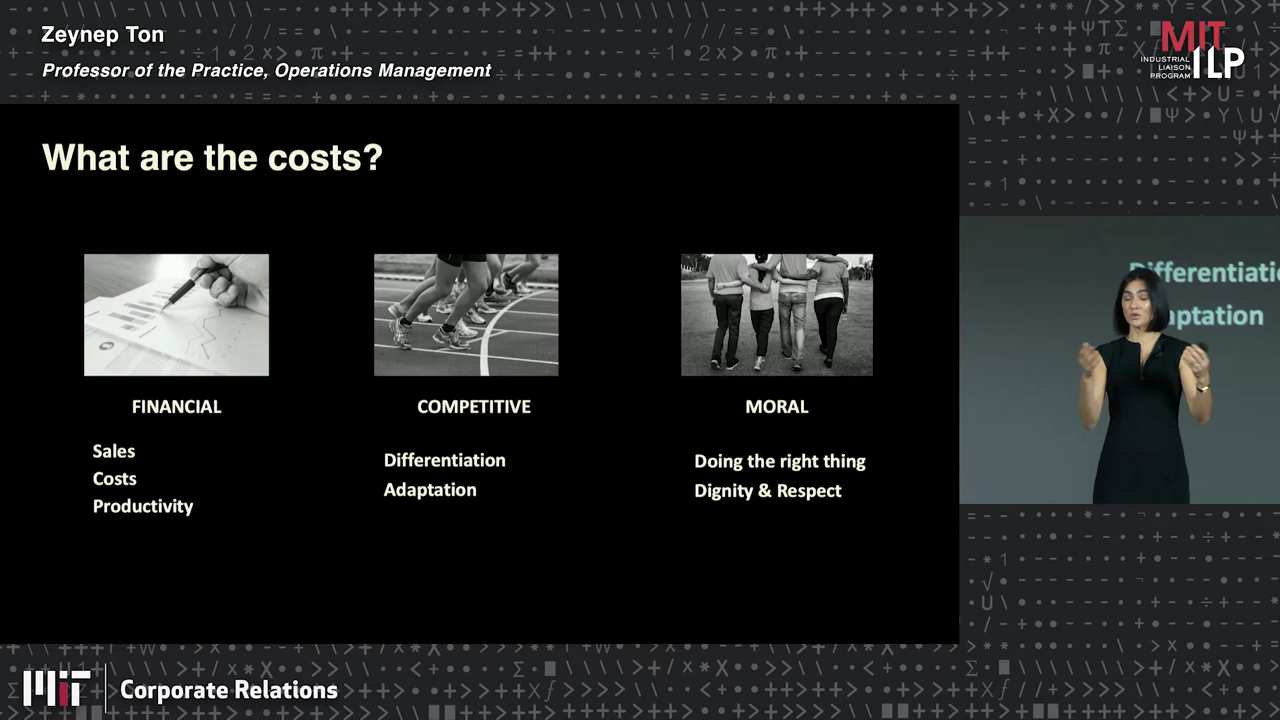 Zeynep Ton
Professor of the Practice, Operations Management
MIT
INDUSTRIAL
LIAISON
PROGRAM
ILP
What are the costs?
FINANCIAL
Sales
Costs
Productivity
COMPETITIVE
Differentiation
Adaptation
MORAL
Doing the right thing
Dignity & Respect
MIT
Corporate Relations